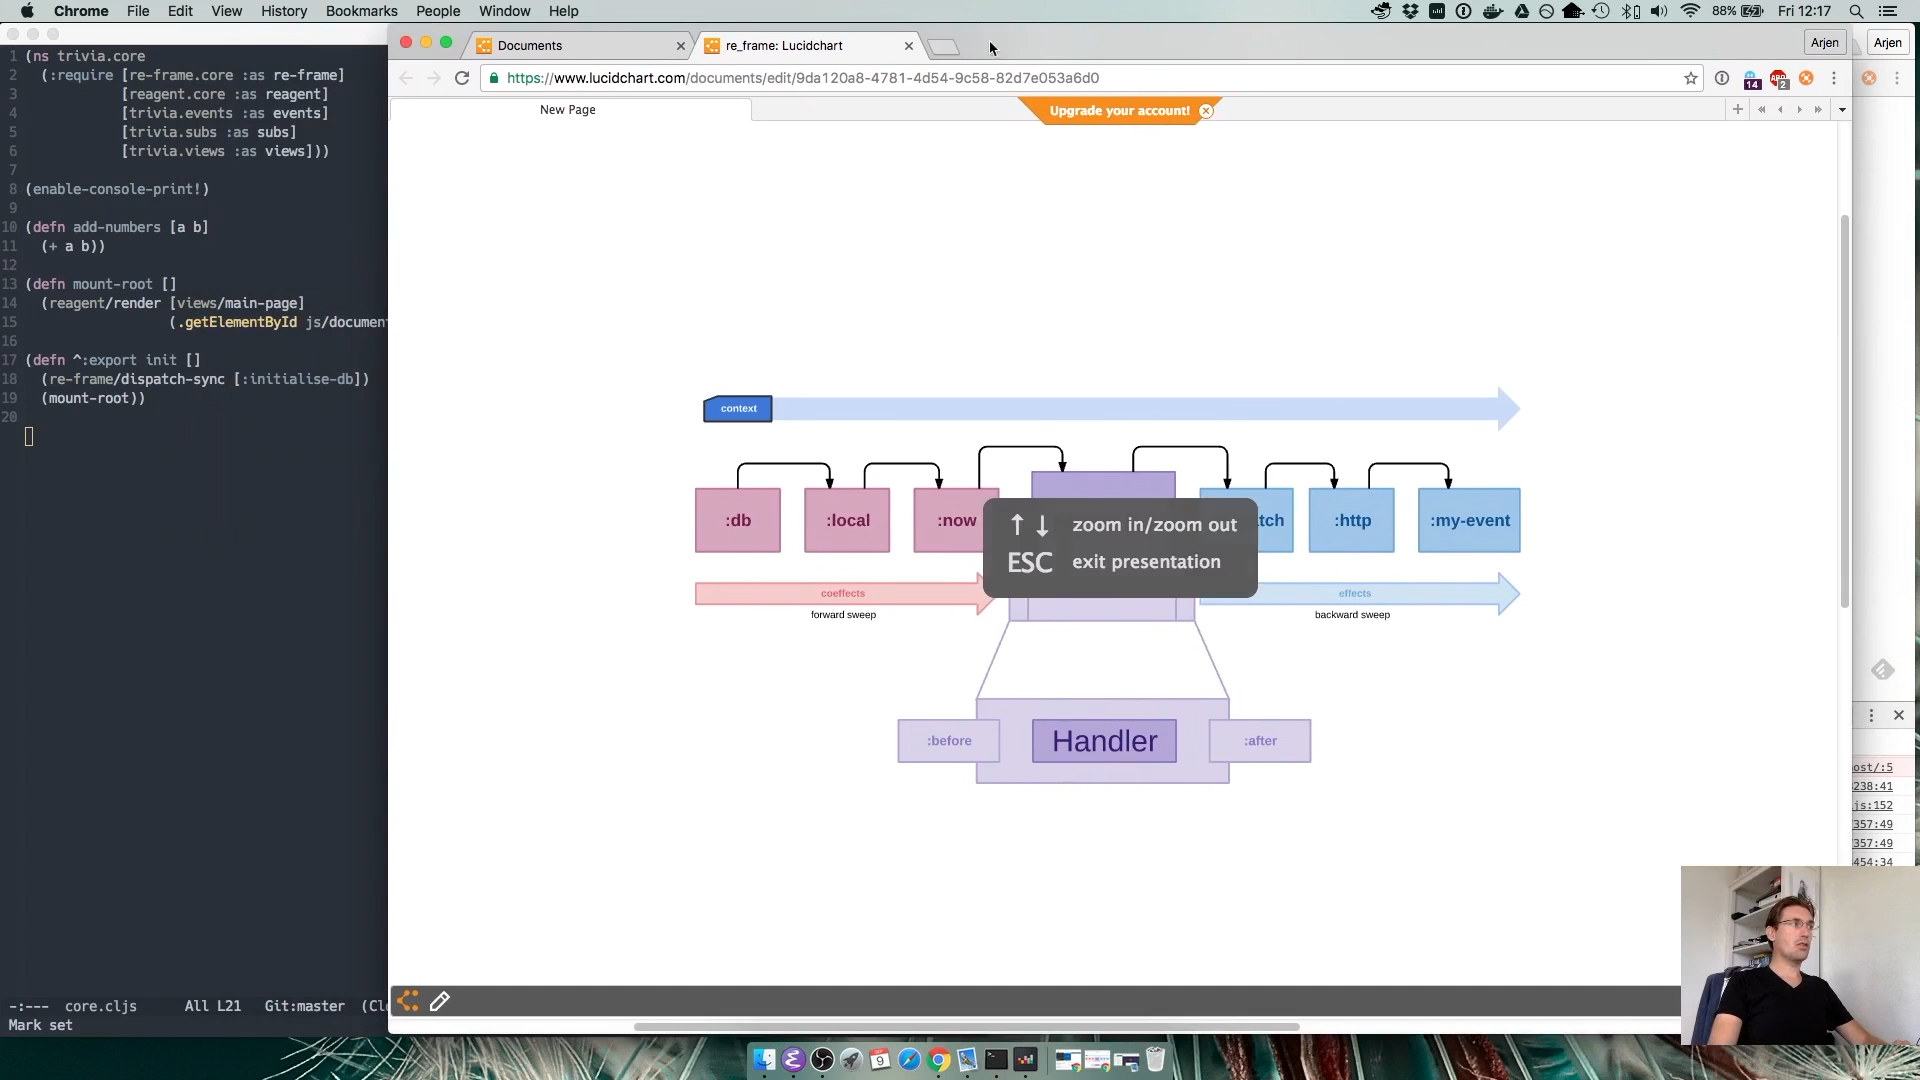 Chrome File Edit View History Bookmarks People Window Help
88% Fri 12:17
Documents
re_frame: Lucidchart
Arjen
Arjen
https://www.lucidchart.com/documents/edit/9da120a8-4781-4d54-9c58-82d7e053a6d0
14
2
New Page
Upgrade your account!
1 (ns trivia.core
2 (:require [re-frame.core :as re-frame]
3 [reagent.core :as reagent]
4 [trivia.events :as events]
5 [trivia.subs :as subs]
6 [trivia.views :as views]))
7
8 (enable-console-print!)
9
10 (defn add-numbers [a b]
11 (+ a b))
12
13 (defn mount-root []
14 (reagent/render [views/main-page]
15 (.getElementById js/document
16
17 (defn ^:export init []
18 (re-frame/dispatch-sync [:initialise-db])
19 (mount-root))
20
-:--- core.cljs All L21 Git:master (Cl
Mark set
context
:db
:local
:now
tch
:http
:my-event
↑ ↓ zoom in/zoom out
ESC exit presentation
coeffects
forward sweep
effects
backward sweep
:before
Handler
:after
ost/:5
238:41
js:152
357:49
357:49
454:34
9